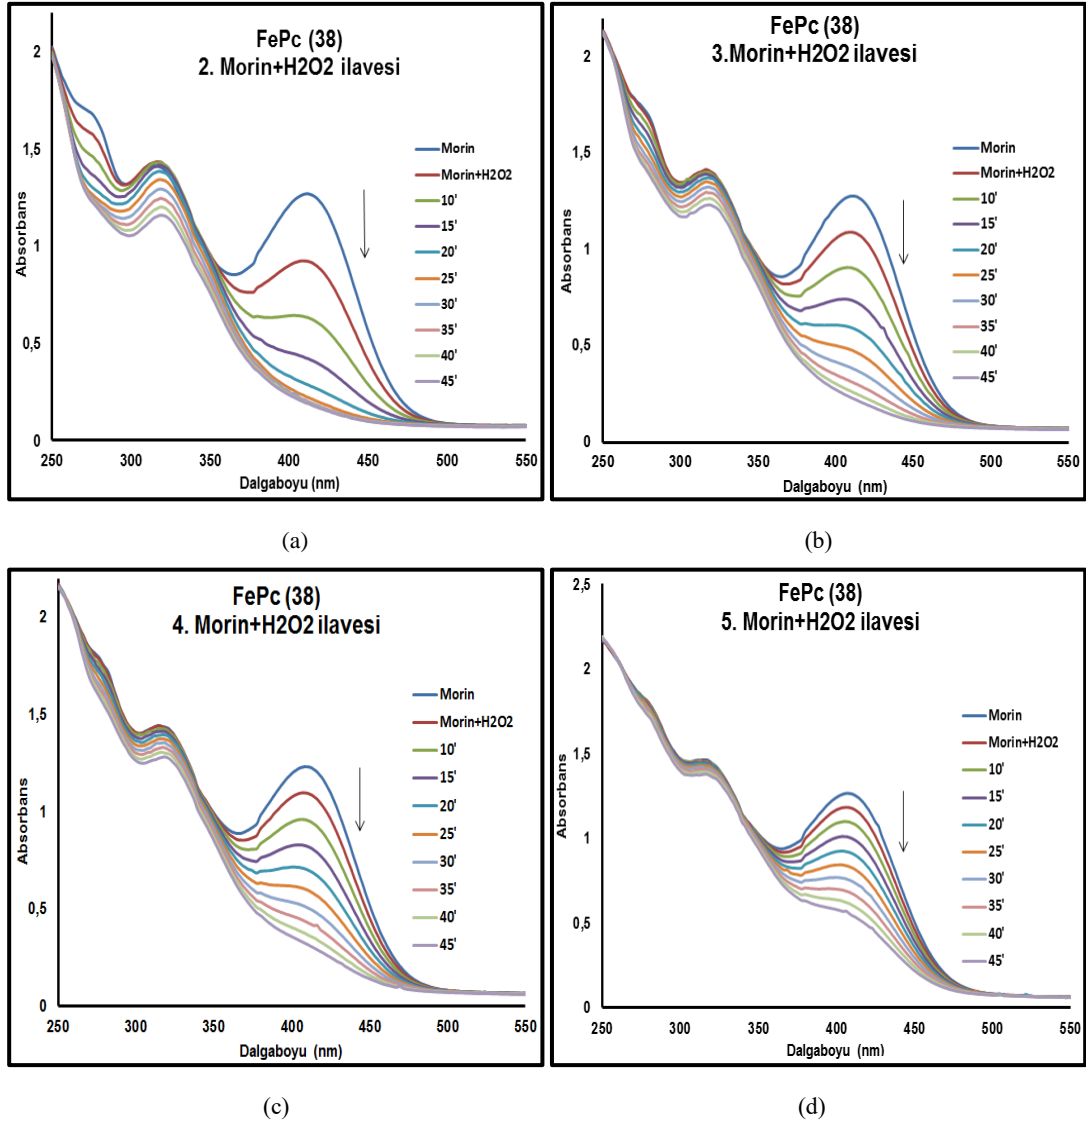 FePc (38)
2. Morin+H2O2 ilavesi
Absorbans
2
1,5
1
0,5
0
250
300
350
400
450
500
550
Dalgaboyu (nm)
Morin
Morin+H2O2
10'
15'
20'
25'
30'
35'
40'
45'
(a)
FePc (38)
3.Morin+H2O2 ilavesi
Absorbans
2
1,5
1
0,5
0
250
300
350
400
450
500
550
Dalgaboyu (nm)
Morin
Morin+H2O2
10'
15'
20'
25'
30'
35'
40'
45'
(b)
FePc (38)
4. Morin+H2O2 ilavesi
Absorbans
2
1,5
1
0,5
0
250
300
350
400
450
500
550
Dalgaboyu (nm)
Morin
Morin+H2O2
10'
15'
20'
25'
30'
35'
40'
45'
(c)
FePc (38)
5. Morin+H2O2 ilavesi
Absorbans
2,5
2
1,5
1
0,5
0
250
300
350
400
450
500
550
Dalgaboyu (nm)
Morin
Morin+H2O2
10'
15'
20'
25'
30'
35'
40'
45'
(d)